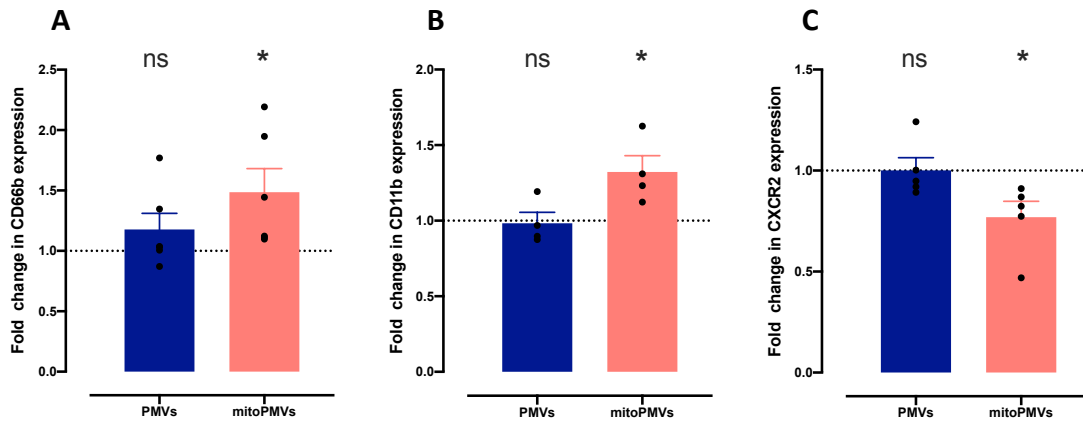 A
ns
*
Fold change in CD66b expression
2.5
2.0
1.5
1.0
0.5
0.0
PMVs
mitoPMVs
B
ns
*
Fold change in CD11b expression
2.0
1.5
1.0
0.5
0.0
PMVs
mitoPMVs
C
ns
*
Fold change in CXCR2 expression
1.5
1.0
0.5
0.0
PMVs
mitoPMVs